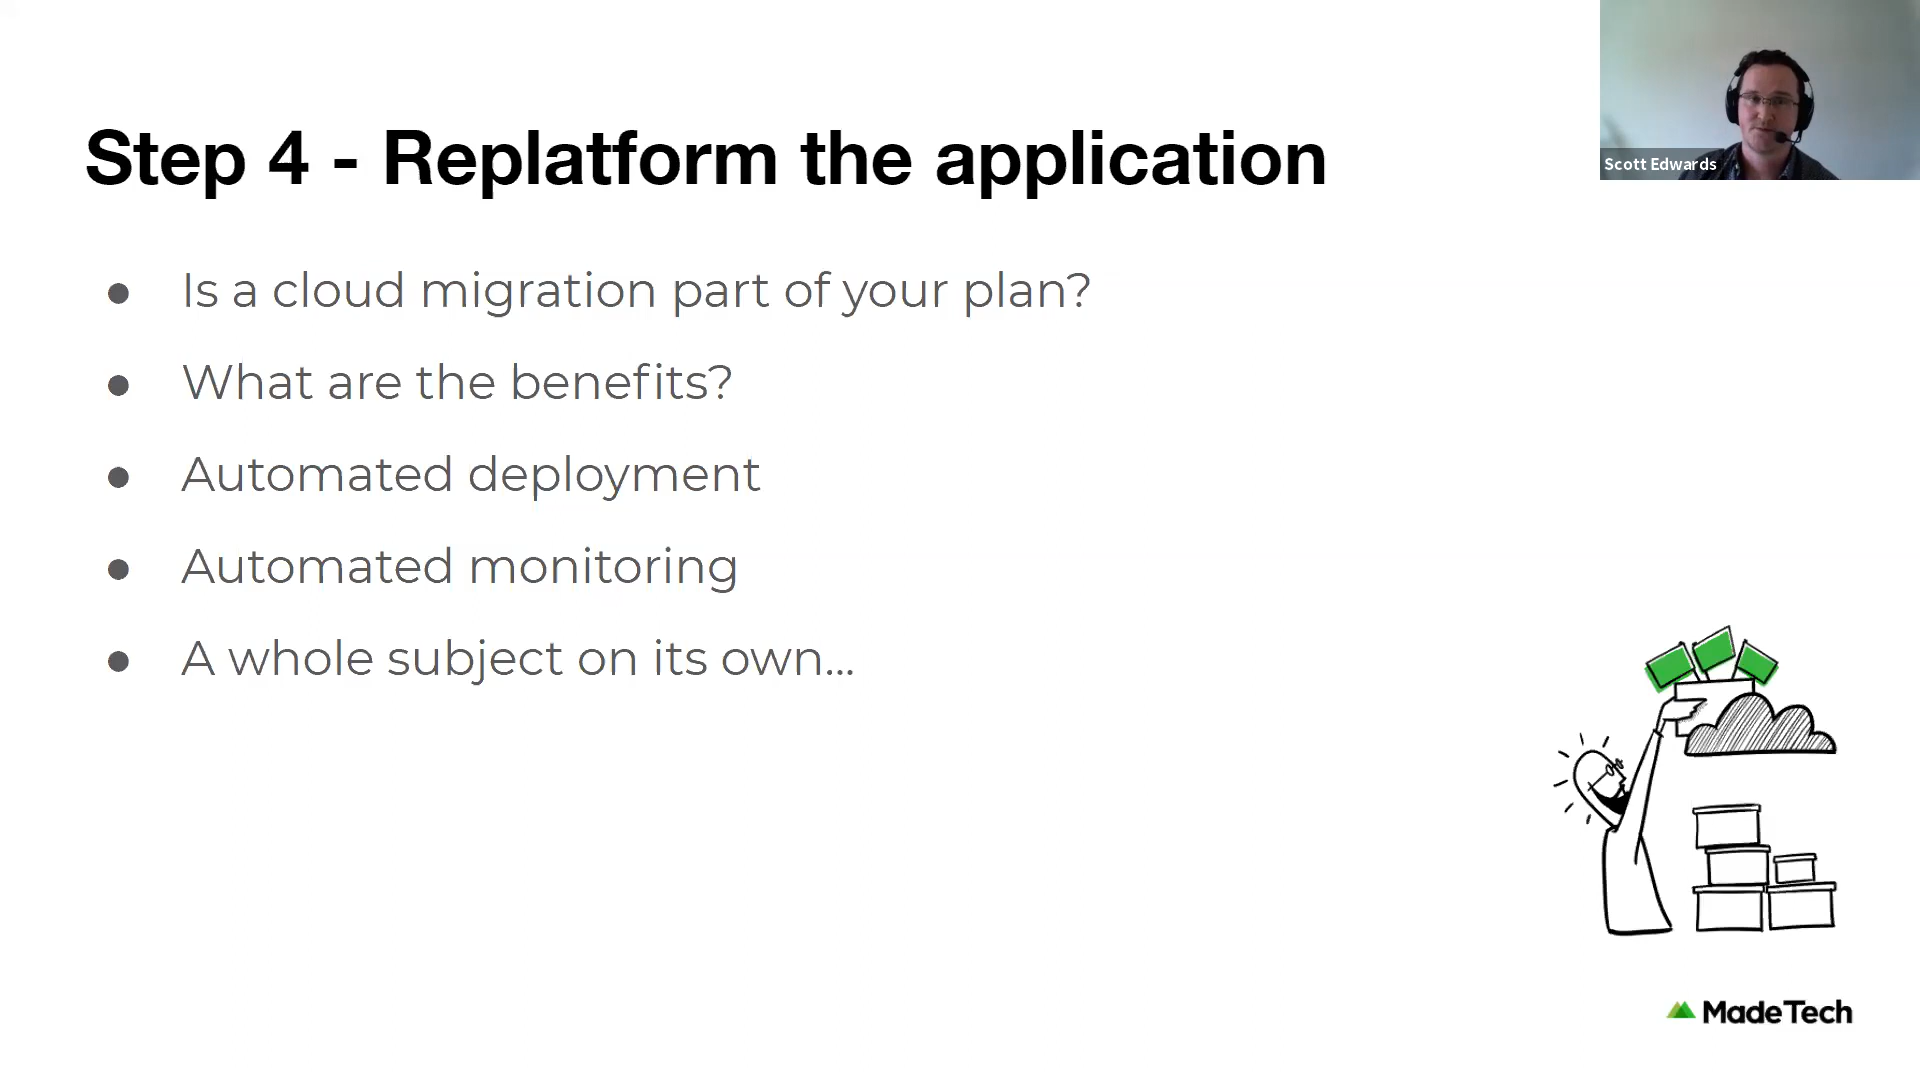 Step 4 - Replatform the application
Scott Edwards
● Is a cloud migration part of your plan?
● What are the benefits?
● Automated deployment
● Automated monitoring
● A whole subject on its own...
MadeTech